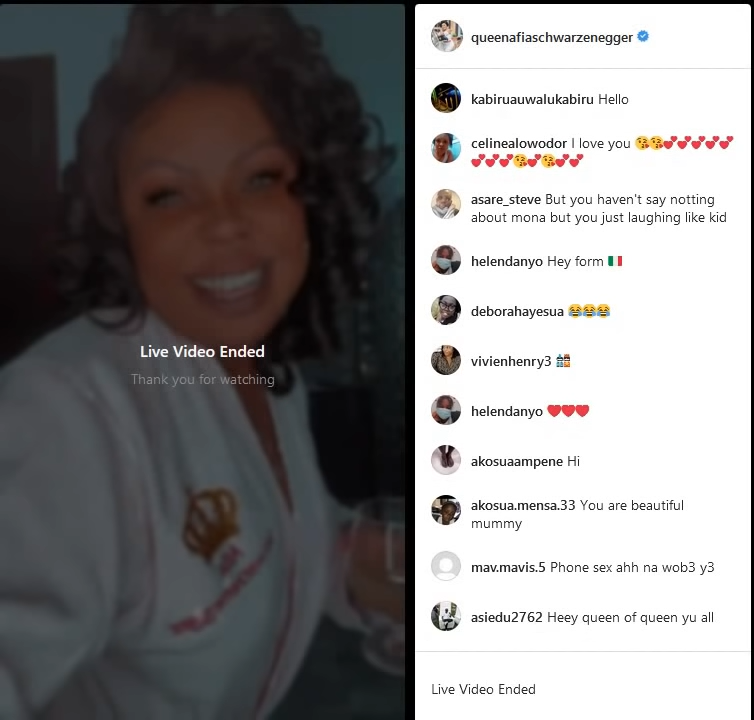 Live Video Ended
Thank you for watching
queenafiaschwarzenegger
kabiruauwalukabiru Hello
celinealowodor I love you 😘😘💕💕💕💕💕
💕💕💕😘💕😘💕💕
asare_steve But you haven't say notting
about mona but you just laughing like kid
helendanyo Hey form 🇮🇹
deborahayesua 😂😂😂
vivienhenry3
helendanyo ❤️❤️❤️
akosuaampene Hi
akosua.mensa.33 You are beautiful
mummy
mav.mavis.5 Phone sex ahh na wob3 y3
asiedu2762 Heey queen of queen yu all
Live Video Ended